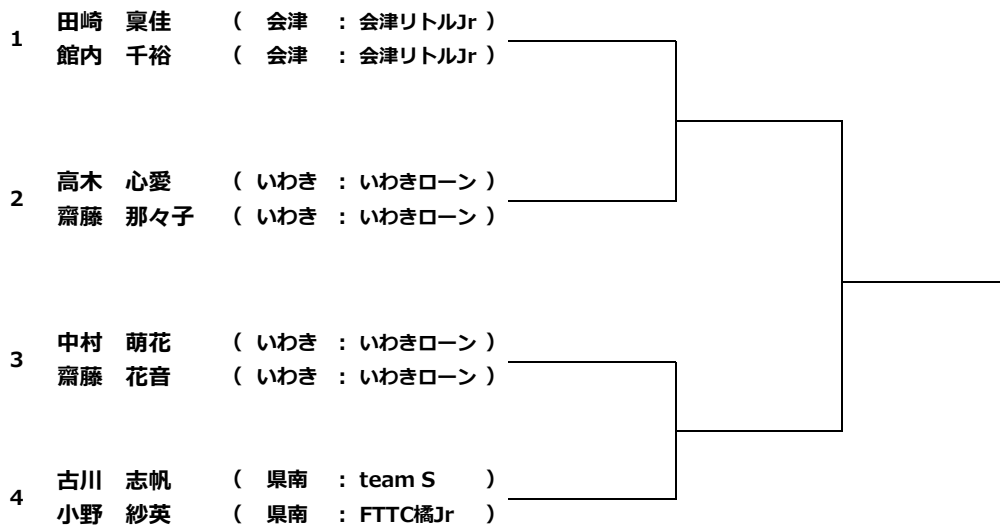 1
田崎 稟佳 ( 会津 : 会津リトルJr )
館内 千裕 ( 会津 : 会津リトルJr )
2
高木 心愛 ( いわき : いわきローン )
齋藤 那々子 ( いわき : いわきローン )
3
中村 萌花 ( いわき : いわきローン )
齋藤 花音 ( いわき : いわきローン )
4
古川 志帆 ( 県南 : team S )
小野 紗英 ( 県南 : FTTC橘Jr )